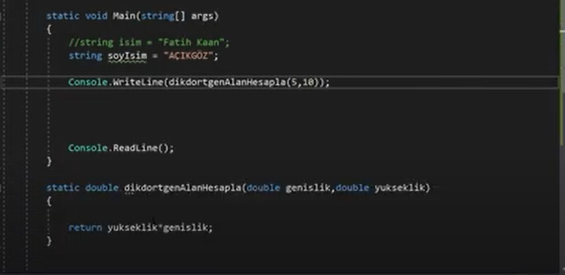 static void Main(string[] args)
{
//string isim = "Fatih Kaan";
string soyIsim = "AÇIKGÖZ";
Console.WriteLine(dikdortgenAlanHesapla(5,10));
Console.ReadLine();
}
static double dikdortgenAlanHesapla(double genislik,double yukseklik)
{
return yukseklik*genislik;
}